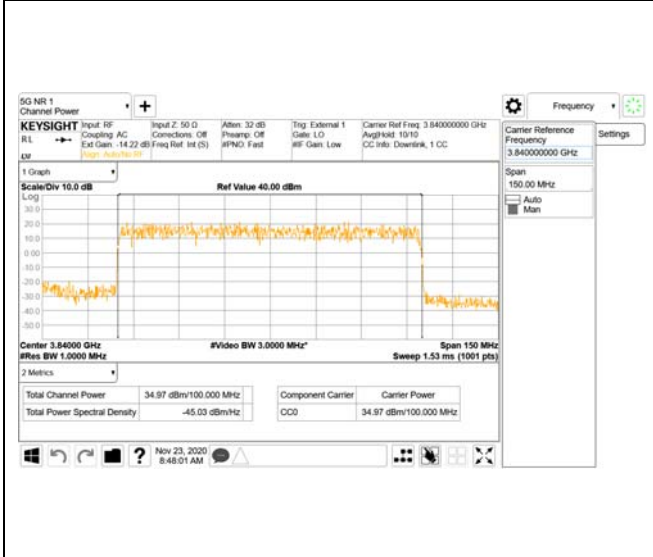 5G NR 1
Channel Power
Frequency
KEYSIGHT Input: RF Input Z: 50 Ω Atten: 32 dB Trig: External 1 Carrier Ref Freq: 3.840000000 GHz
RL Coupling: AC Corrections: Off Preamp: Off Gate: LO Avg|Hold: 10/10
Ext Gain: -14.22 dB Freq Ref: Int (S) #PNO: Fast #IF Gain: Low CC Info: Downlink, 1 CC
Align: Auto/No RF
Carrier Reference
Frequency
3.840000000 GHz
Settings
Span
150.00 MHz
Auto
Man
1 Graph
Scale/Div 10.0 dB Ref Value 40.00 dBm
Log
30.0
20.0
10.0
0.00
-10.0
-20.0
-30.0
-40.0
-50.0
Center 3.84000 GHz #Video BW 3.0000 MHz* Span 150 MHz
#Res BW 1.0000 MHz Sweep 1.53 ms (1001 pts)
2 Metrics
Total Channel Power 34.97 dBm/100.000 MHz Component Carrier Carrier Power
Total Power Spectral Density -45.03 dBm/Hz CC0 34.97 dBm/100.000 MHz
Nov 23, 2020
8:48:01 AM